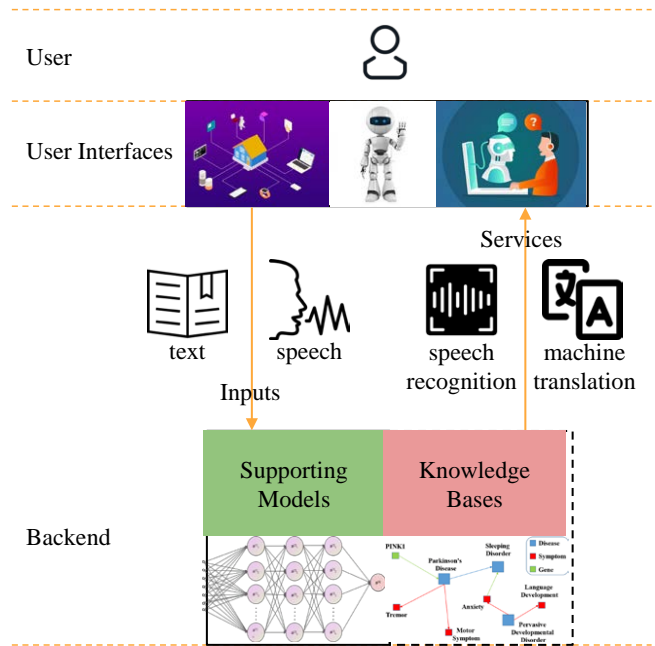 User
User Interfaces
Services
text
speech
speech
recognition
machine
translation
文
A
Inputs
Supporting
Models
Knowledge
Bases
Backend
PINK1
Parkinson's
Disease
Sleeping
Disorder
Disease
Symptom
Gene
Language
Development
Anxiety
Tremor
Motor
Symptom
Pervasive
Developmental
Disorder